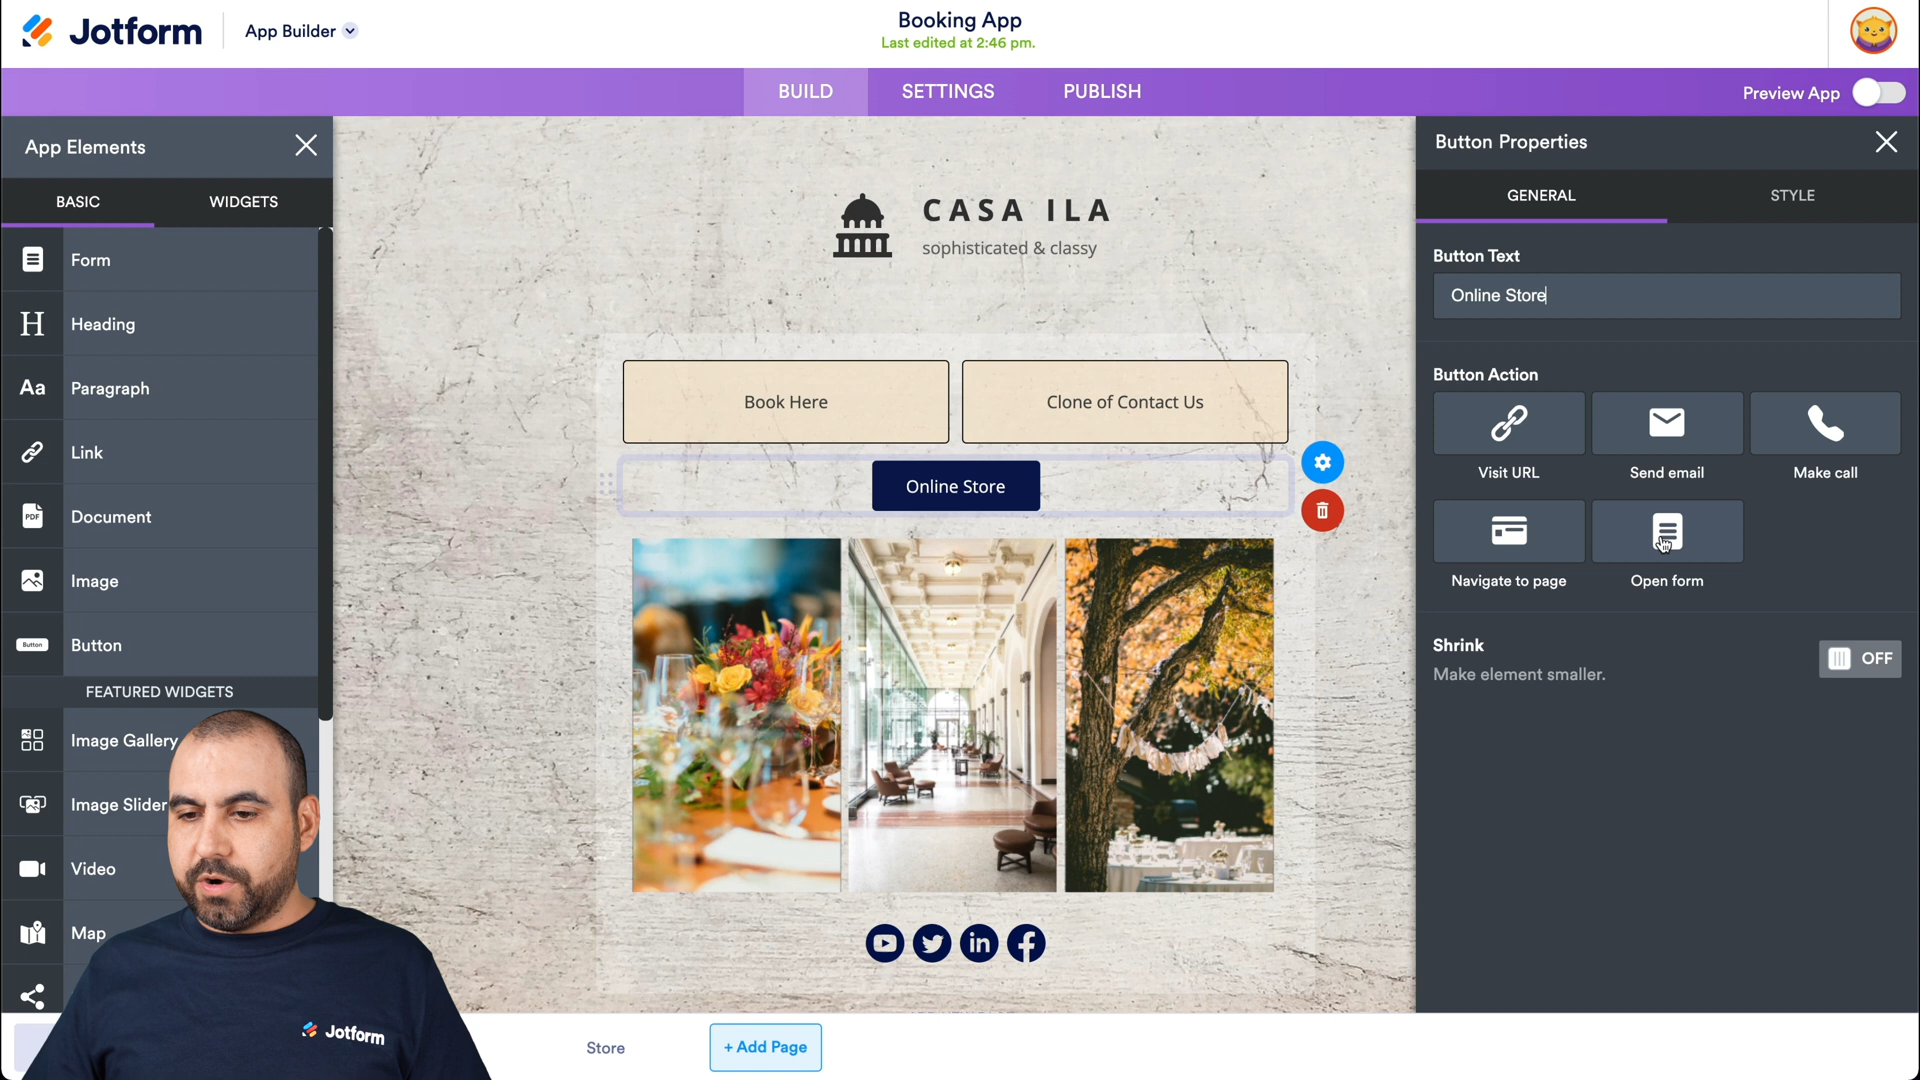 Jotform
App Builder
Booking App
Last edited at 2:46 pm.
BUILD
SETTINGS
PUBLISH
Preview App
App Elements
BASIC
WIDGETS
Form
H
Heading
Aa
Paragraph
Link
PDF
Document
Image
Button
Button
FEATURED WIDGETS
Image Gallery
Image Slider
Video
Map
CASA ILA
sophisticated & classy
Book Here
Clone of Contact Us
Online Store
in
Store
+ Add Page
Button Properties
GENERAL
STYLE
Button Text
Online Store
Button Action
Visit URL
Send email
Make call
Navigate to page
Open form
Shrink
Make element smaller.
OFF
Jotform